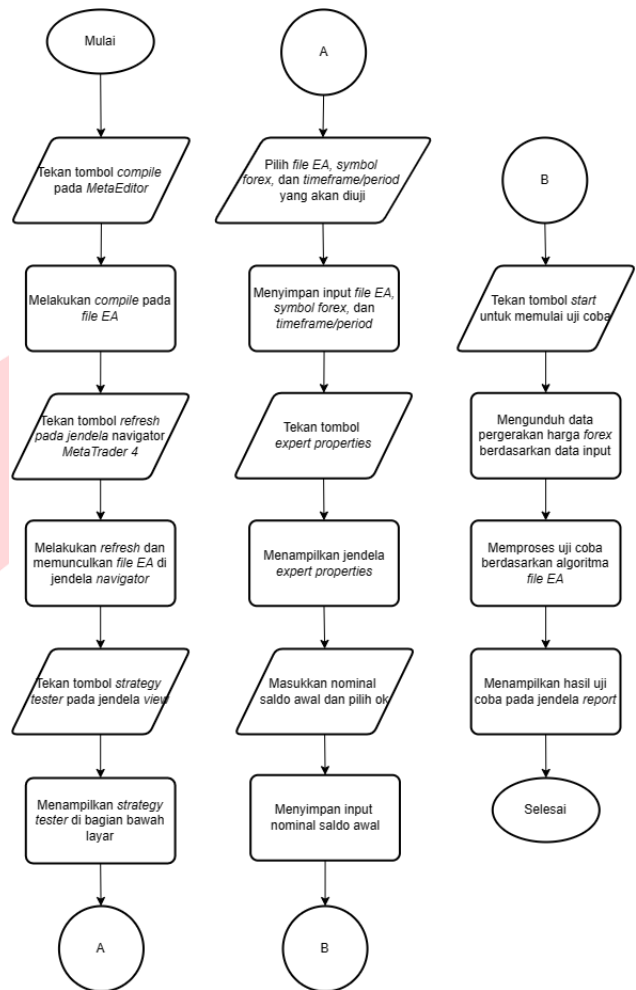 Mulai
Tekan tombol compile
pada MetaEditor
Melakukan compile pada
file EA
Tekan tombol refresh
pada jendela navigator
MetaTrader 4
Melakukan refresh dan
memunculkan file EA di
jendela navigator
Tekan tombol strategy
tester pada jendela view
Menampilkan strategy
tester di bagian bawah
layar
A
A
Pilih file EA, symbol
forex, dan timeframe/period
yang akan diuji
Menyimpan input file EA,
symbol forex, dan
timeframe/period
Tekan tombol
expert properties
Menampilkan jendela
expert properties
Masukkan nominal
saldo awal dan pilih ok
Menyimpan input
nominal saldo awal
B
B
Tekan tombol start
untuk memulai uji coba
Mengunduh data
pergerakan harga forex
berdasarkan data input
Memproses uji coba
berdasarkan algoritma
file EA
Menampilkan hasil uji
coba pada jendela report
Selesai